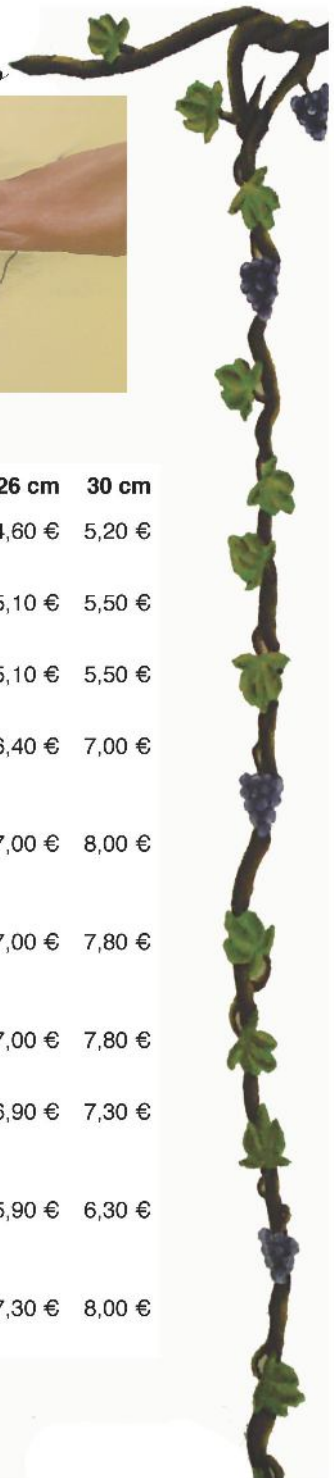 26 cm 30 cm
4,60 € 5,20 €
5,10 € 5,50 €
5,10 € 5,50 €
6,40 € 7,00 €
7,00 € 8,00 €
7,00 € 7,80 €
7,00 € 7,80 €
6,90 € 7,30 €
5,90 € 6,30 €
7,30 € 8,00 €